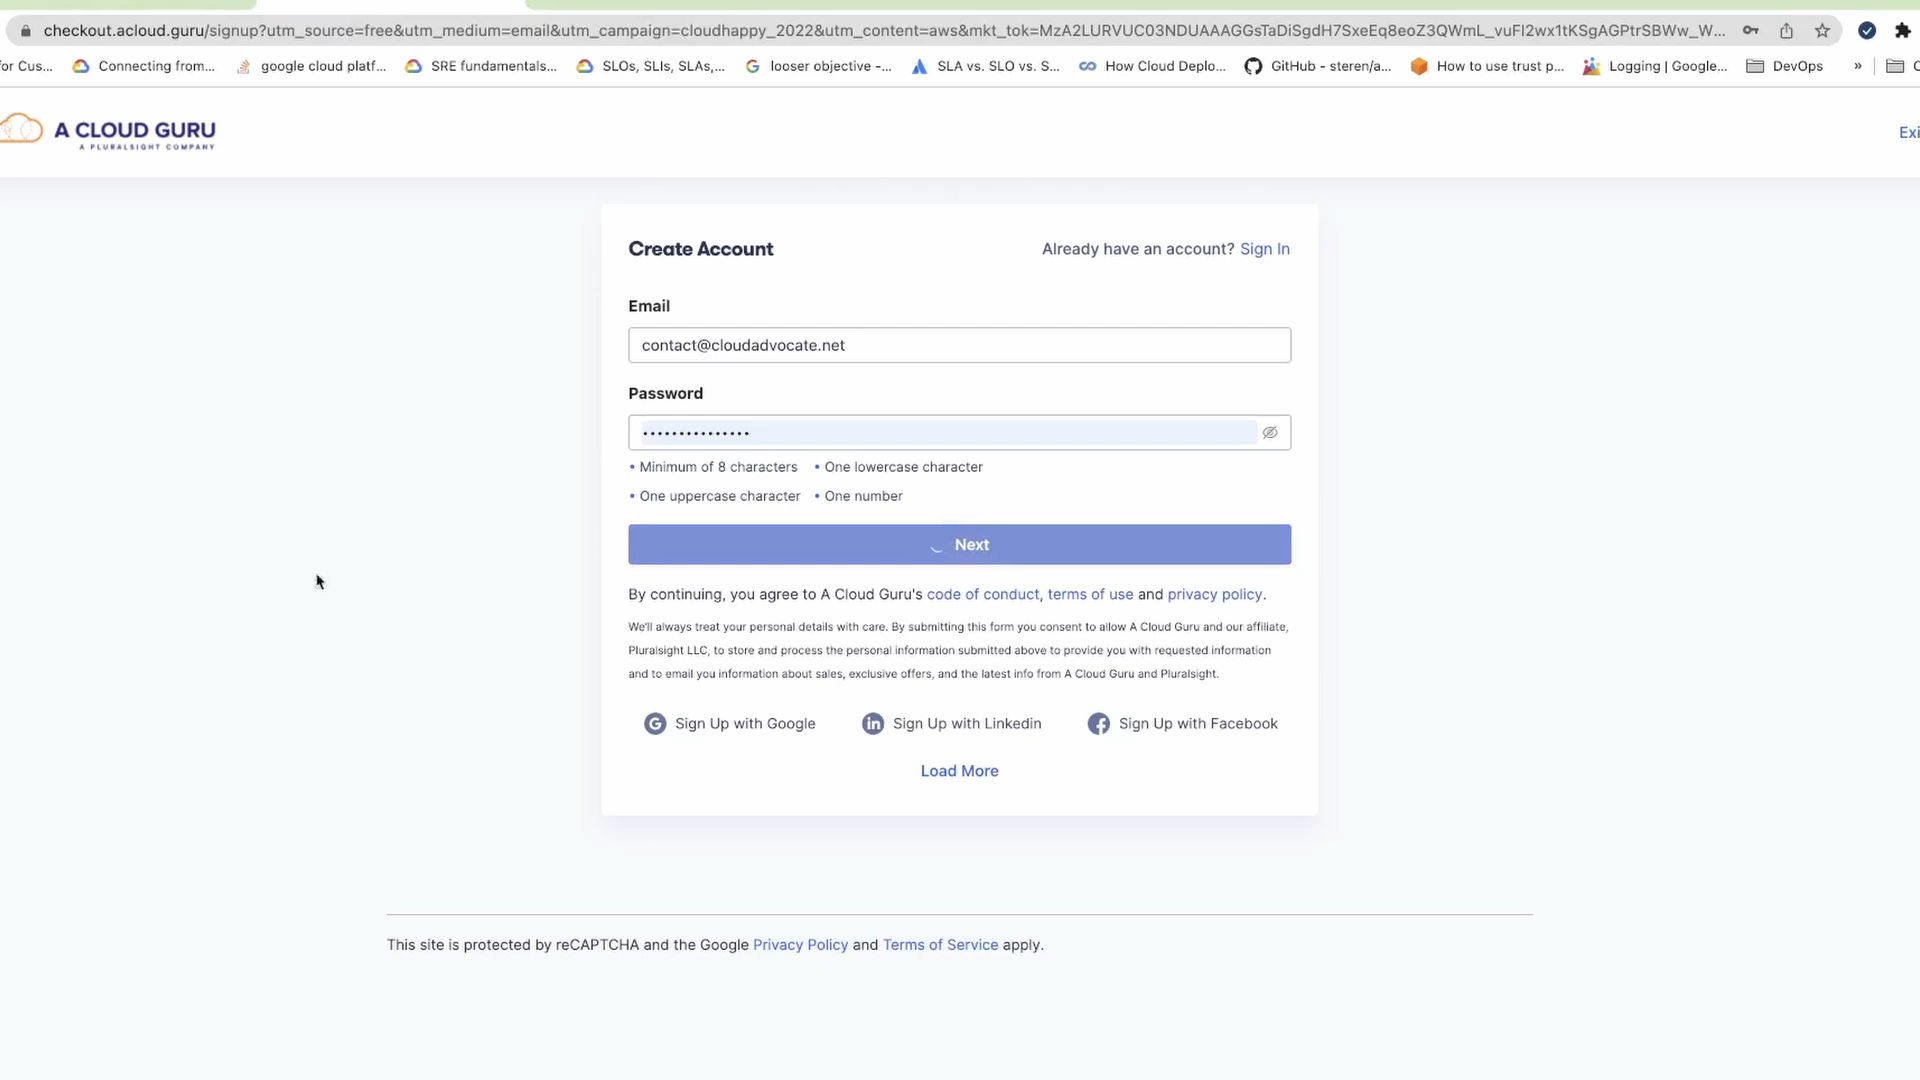 checkout.acloud.guru/signup?utm_source=free&utm_medium=email&utm_campaign=cloudhappy_2022&utm_content=aws&mkt_tok=MzA2LURVUC03NDUAAAGGsTaDiSgdH7SxeEq8eoZ3QWmL_vuFI2wx1tKSgAGPtrSBWw_W...
for Cus... Connecting from... google cloud platf... SRE fundamentals... SLOs, SLIs, SLAs,... looser objective -... SLA vs. SLO vs. S... How Cloud Deplo... GitHub - steren/a... How to use trust p... Logging | Google... DevOps »
A CLOUD GURU
A PLURALSIGHT COMPANY
Exi
Create Account
Already have an account? Sign In
Email
contact@cloudadvocate.net
Password
•••••••••••••••
• Minimum of 8 characters • One lowercase character
• One uppercase character • One number
Next
By continuing, you agree to A Cloud Guru's code of conduct, terms of use and privacy policy.
We'll always treat your personal details with care. By submitting this form you consent to allow A Cloud Guru and our affiliate,
Pluralsight LLC, to store and process the personal information submitted above to provide you with requested information
and to email you information about sales, exclusive offers, and the latest info from A Cloud Guru and Pluralsight.
Sign Up with Google Sign Up with Linkedin Sign Up with Facebook
Load More
This site is protected by reCAPTCHA and the Google Privacy Policy and Terms of Service apply.